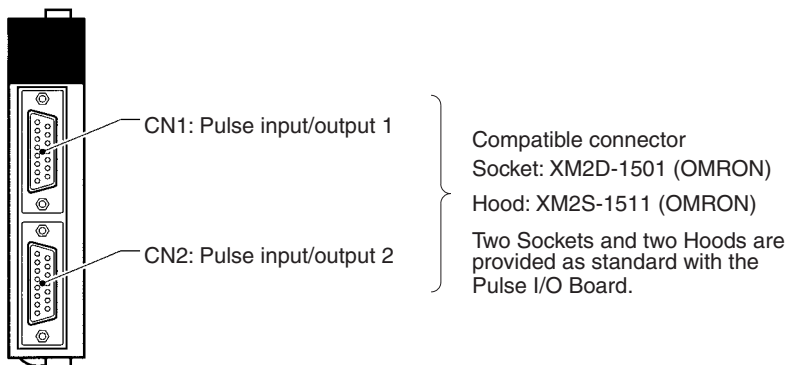 CN1: Pulse input/output 1
CN2: Pulse input/output 2
Compatible connector
Socket: XM2D-1501 (OMRON)
Hood: XM2S-1511 (OMRON)
Two Sockets and two Hoods are
provided as standard with the
Pulse I/O Board.